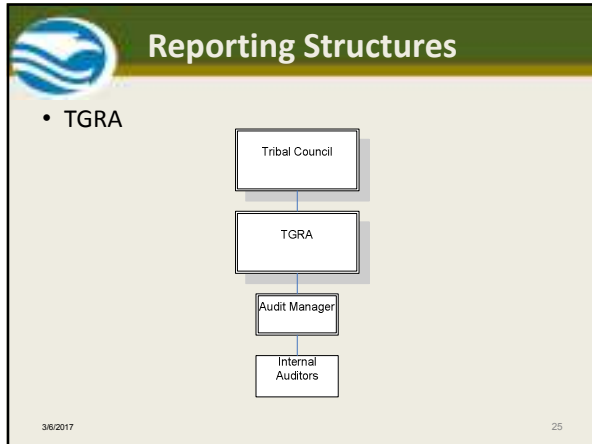 Reporting Structures
• TGRA
Tribal Council
TGRA
Audit Manager
Internal
Auditors
3/6/2017
25